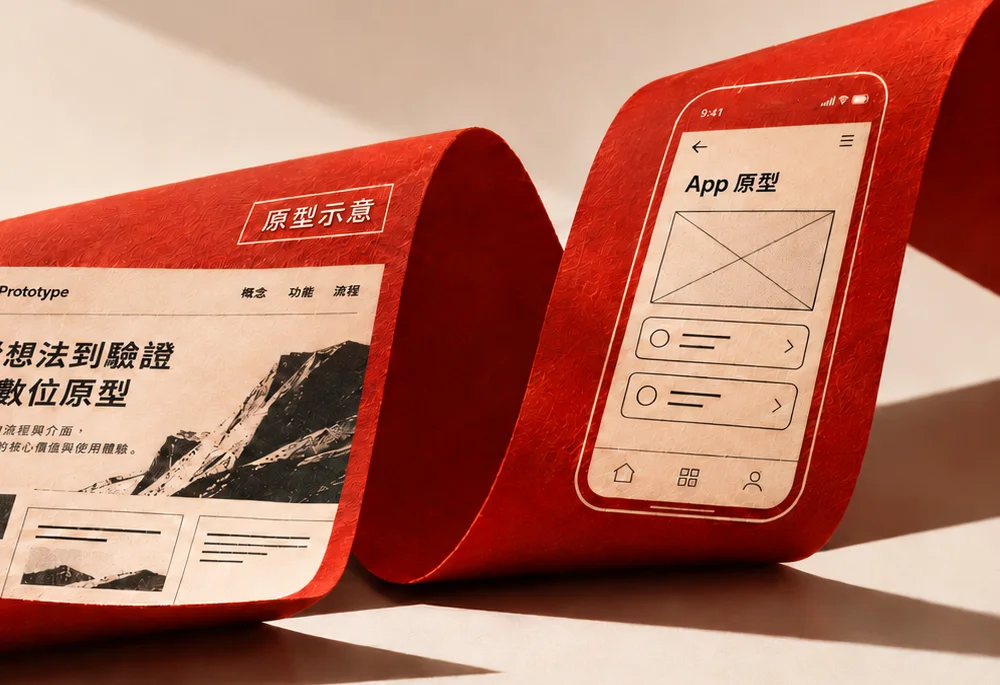 原型示意
Prototype
概念 功能 流程
想法到驗證
數位原型
流程與介面，
的核心價值與使用體驗。
9:41
App 原型